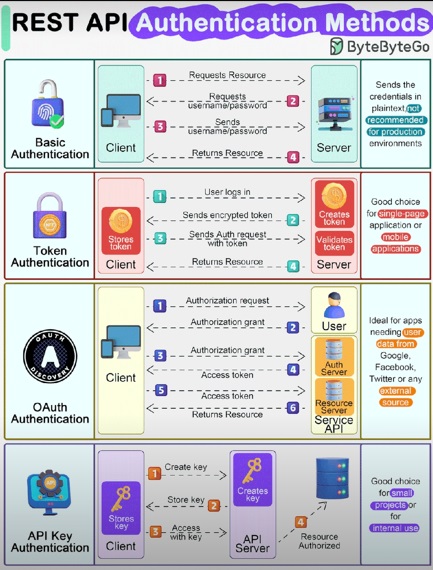 REST API Authentication Methods
ByteByteGo
Basic
Authentication
Client
1 Requests Resource
Requests 2
username/password
3 Sends
username/password
Returns Resource 4
Server
Sends the
credentials in
plaintext, not
recommended
for production
environments
Token
Authentication
Stores
token
Client
1 User logs in
Sends encrypted token 2
3 Sends Auth request
with token
Returns Resource 4
Creates
token
Validates
token
Server
Good choice
for single-page
application or
mobile
applications
OAUTH
A
DISCOVERY
OAuth
Authentication
Client
1 Authorization request
Authorization grant 2
3 Authorization grant
Access token 4
5 Access token
Returns Resource 6
User
Auth
Server
Resource
Server
Service
API
Ideal for apps
needing user
data from
Google,
Facebook,
Twitter or any
external
source
API Key
Authentication
Stores
key
Client
1 Create key
Store key 2
3 Access
with key
Creates
key
API
Server
4
Resource
Authorized
Good choice
for small
projects or
for
internal use